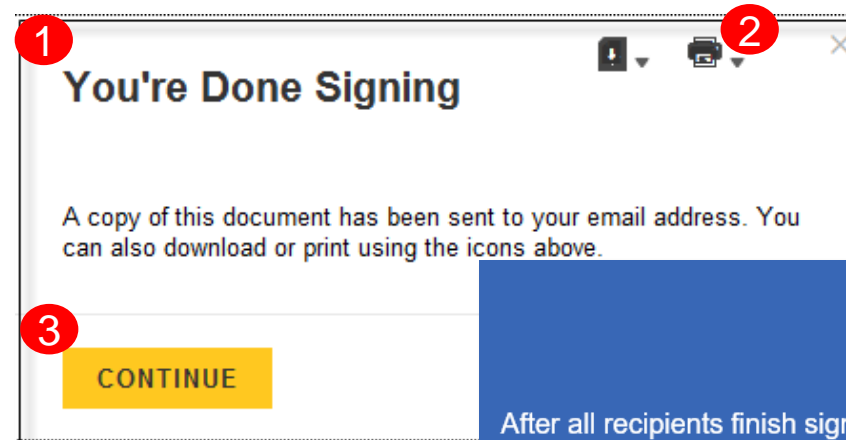 1
2
You're Done Signing
A copy of this document has been sent to your email address. You
can also download or print using the icons above.
3
CONTINUE
After all recipients finish